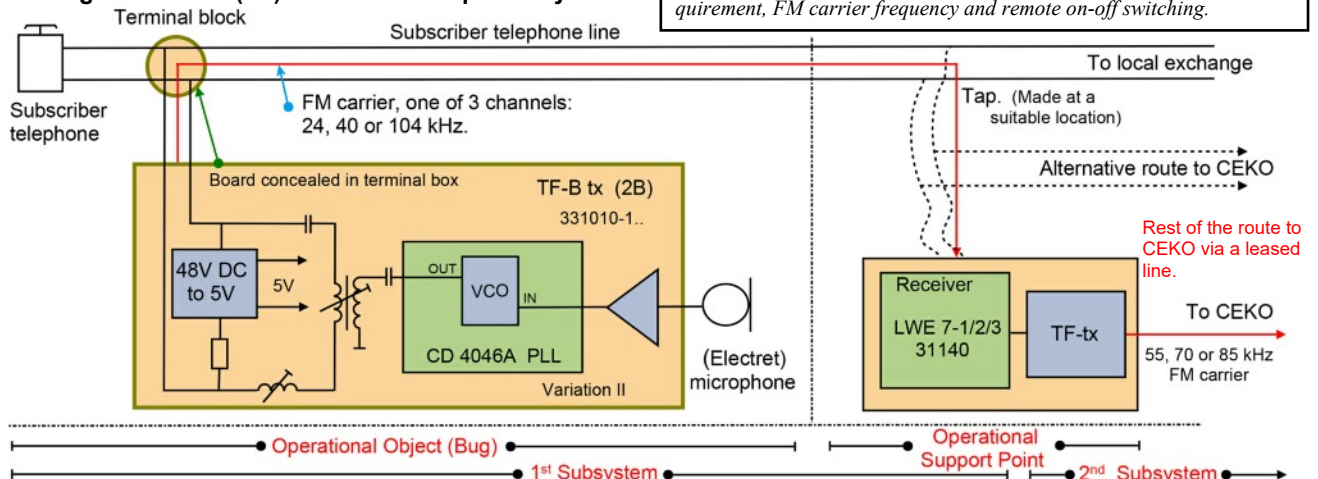 quirement, FM carrier frequency and remote on-off switching.
Terminal block
Subscriber telephone line
To local exchange
Subscriber
telephone
FM carrier, one of 3 channels:
24, 40 or 104 kHz.
Tap. (Made at a
suitable location)
Alternative route to CEKO
Board concealed in terminal box
TF-B tx (2B)
331010-1..
48V DC
to 5V
5V
OUT
VCO
IN
CD 4046A PLL
Variation II
(Electret)
microphone
Rest of the route to
CEKO via a leased
line.
Receiver
LWE 7-1/2/3
31140
TF-tx
To CEKO
55, 70 or 85 kHz
FM carrier
Operational Object (Bug)
Operational
Support Point
1st Subsystem
2nd Subsystem